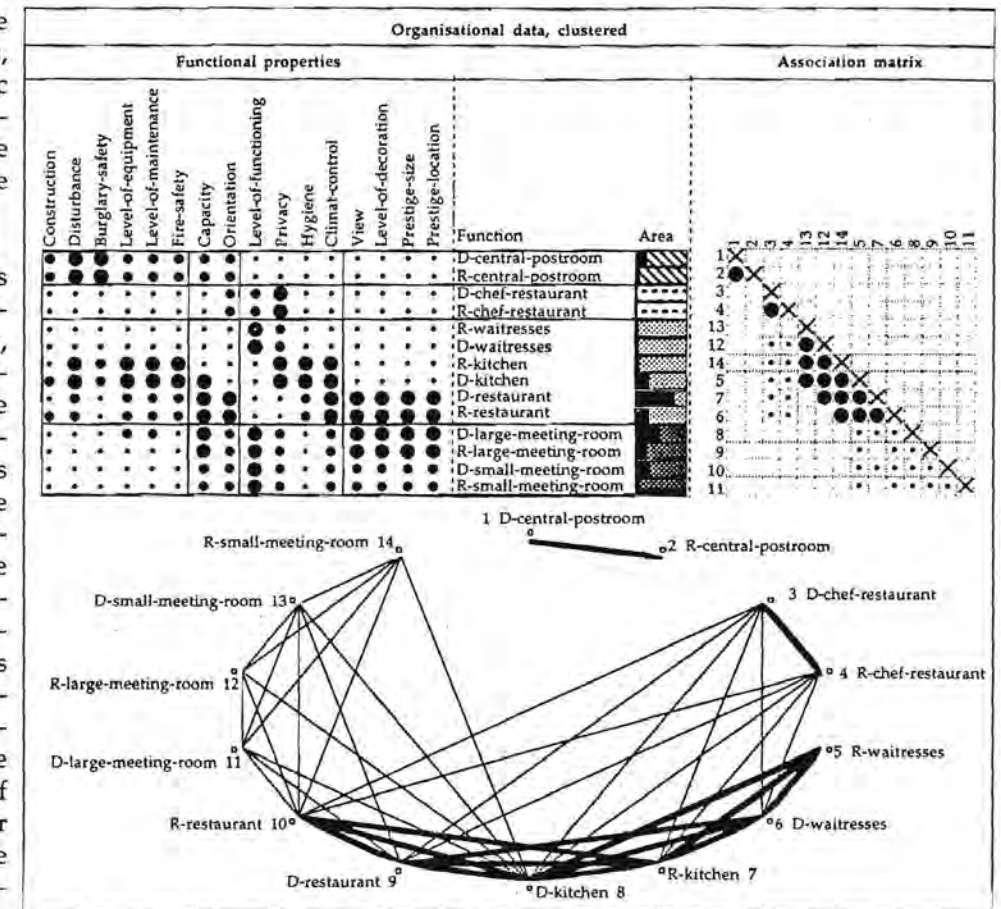 Organisational data, clustered
Functional properties
Association matrix
Construction
Disturbance
Burglary-safety
Level-of-equipment
Level-of-maintenance
Fire-safety
Capacity
Orientation
Level-of-functioning
Privacy
Hygiene
Climat-control
View
Level-of-decoration
Prestige-size
Prestige-location
Function
Area
1 2 3 4 13 12 14 5 7 6 8 9 10 11
D-central-postroom
R-central-postroom
D-chef-restaurant
R-chef-restaurant
R-waitresses
D-waitresses
R-kitchen
D-kitchen
D-restaurant
R-restaurant
D-large-meeting-room
R-large-meeting-room
D-small-meeting-room
R-small-meeting-room
1
2
3
4
13
12
14
5
7
6
8
9
10
11
1 D-central-postroom
R-small-meeting-room 14
2 R-central-postroom
D-small-meeting-room 13
3 D-chef-restaurant
R-large-meeting-room 12
4 R-chef-restaurant
D-large-meeting-room 11
5 R-waitresses
R-restaurant 10
6 D-waitresses
D-restaurant 9
D-kitchen 8
R-kitchen 7